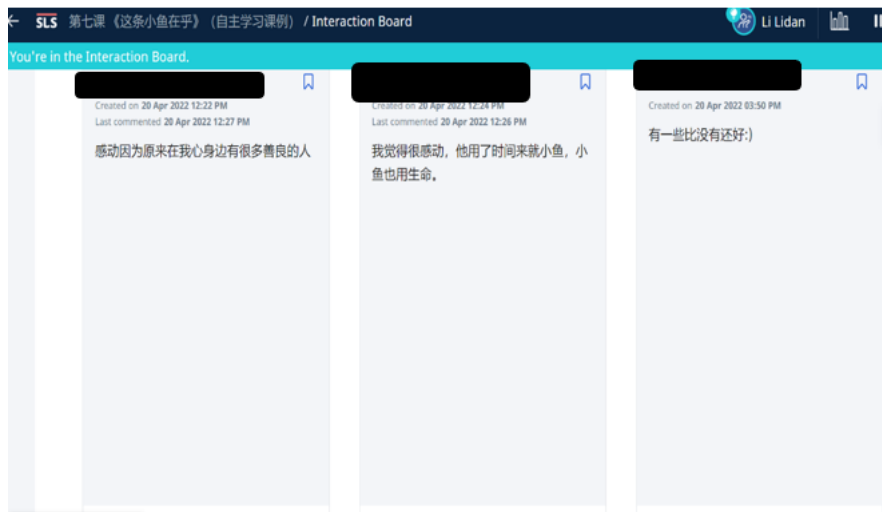 SLS 第七课 《这条小鱼在乎》 (自主学习课例) / Interaction Board
Li Lidan
You're in the Interaction Board.
Created on 20 Apr 2022 12:22 PM
Last commented 20 Apr 2022 12:27 PM
感动因为原来在我心身边有很多善良的人
Created on 20 Apr 2022 12:24 PM
Last commented 20 Apr 2022 12:26 PM
我觉得很感动，他用了时间来就小鱼，小
鱼也用生命。
Created on 20 Apr 2022 03:50 PM
有一些比没有还好:)